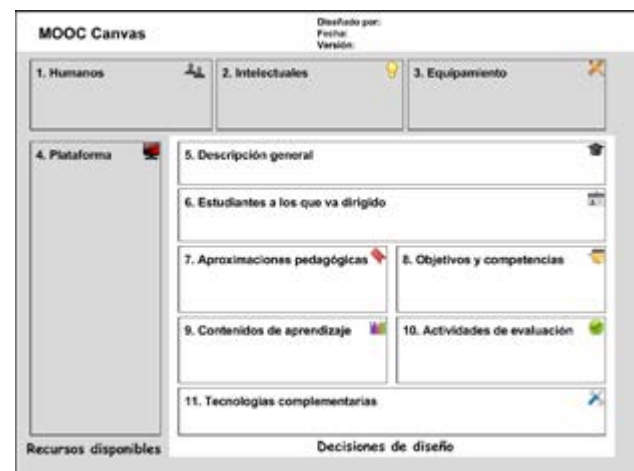 MOOC Canvas
Diseñado por:
Fecha:
Versión:
1. Humanos
2. Intelectuales
3. Equipamiento
4. Plataforma
5. Descripción general
6. Estudiantes a los que va dirigido
7. Aproximaciones pedagógicas
8. Objetivos y competencias
9. Contenidos de aprendizaje
10. Actividades de evaluación
11. Tecnologías complementarias
Recursos disponibles
Decisiones de diseño